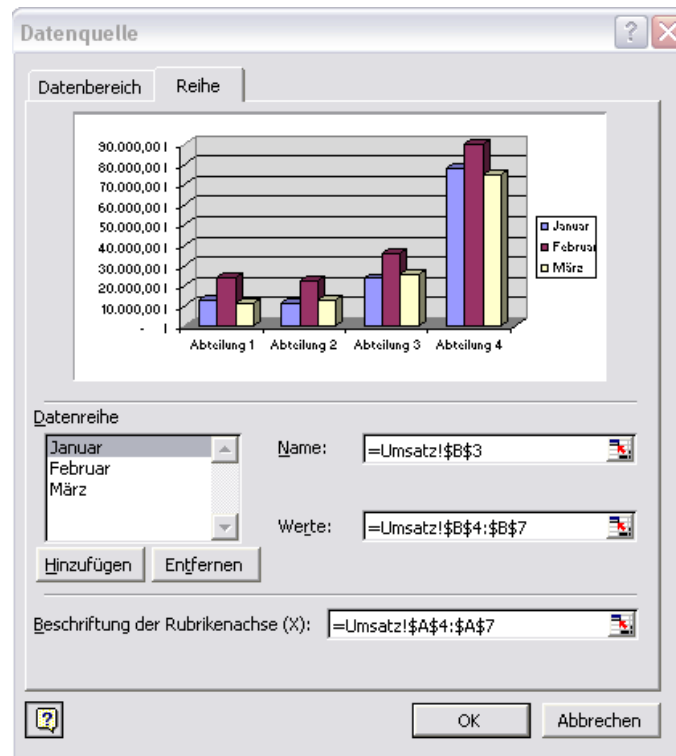 Datenquelle
Datenbereich Reihe
90.000,00 l
80.000,00 l
70.000,00 l
60.000,00 l
50.000,00 l
40.000,00 l
30.000,00 l
20.000,00 l
10.000,00 l
- l
Januar
Februar
März
Abteilung 1 Abteilung 2 Abteilung 3 Abteilung 4
Datenreihe
Januar
Februar
März
Name: =Umsatz!$B$3
Werte: =Umsatz!$B$4:$B$7
Hinzufügen Entfernen
Beschriftung der Rubrikenachse (X): =Umsatz!$A$4:$A$7
OK Abbrechen